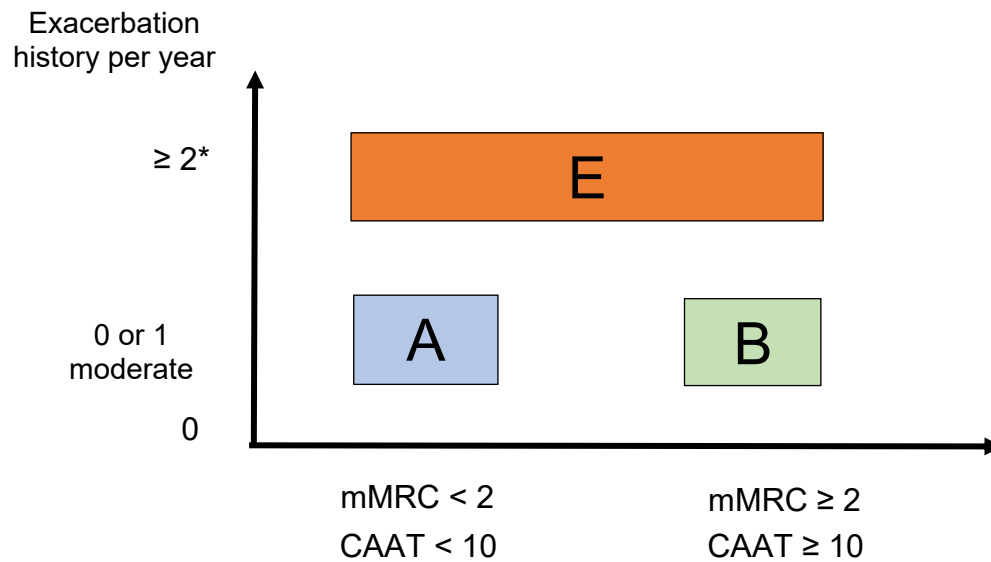 Exacerbation
history per year
≥ 2*
E
0 or 1
moderate
A
B
0
mMRC < 2
CAAT < 10
mMRC ≥ 2
CAAT ≥ 10